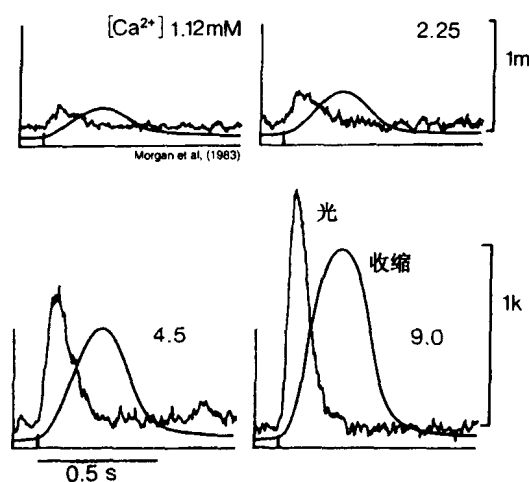 [Ca²⁺] 1.12mM
2.25
1m
Morgan et al, (1983)
光
收缩
4.5
9.0
1k
0.5 s